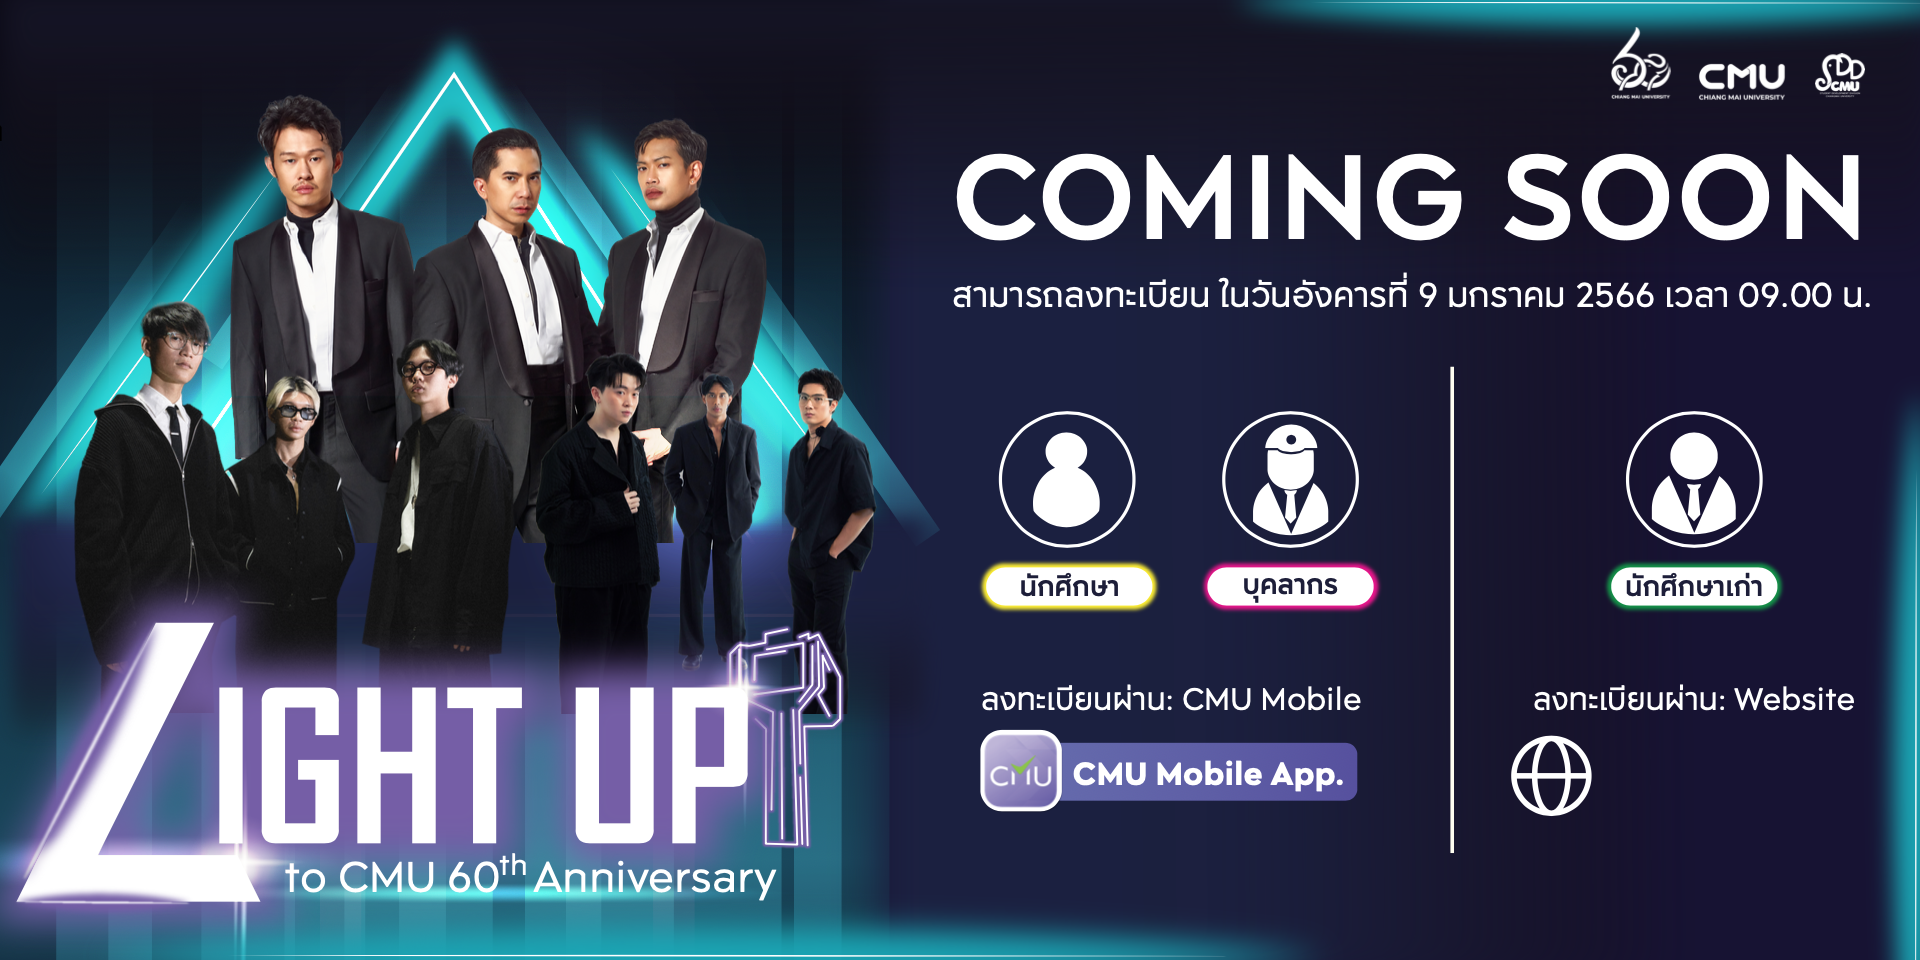 CHIANG MAI UNIVERSITY
CMU
CHIANG MAI UNIVERSITY
SDD
CMU
COMING SOON
สามารถลงทะเบียน ในวันอังคารที่ 9 มกราคม 2566 เวลา 09.00 น.
นักศึกษา
บุคลากร
นักศึกษาเก่า
ลงทะเบียนผ่าน: CMU Mobile
CMU
CMU Mobile App.
ลงทะเบียนผ่าน: Website
LIGHT UP
to CMU 60th Anniversary